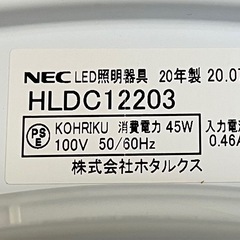 NEC LED照明器具 20年製 20.07
HLDC12203
PS
E
KOHRIKU 消費電力 45W 入力電流
100V 50/60Hz 0.46A
株式会社ホタルクス